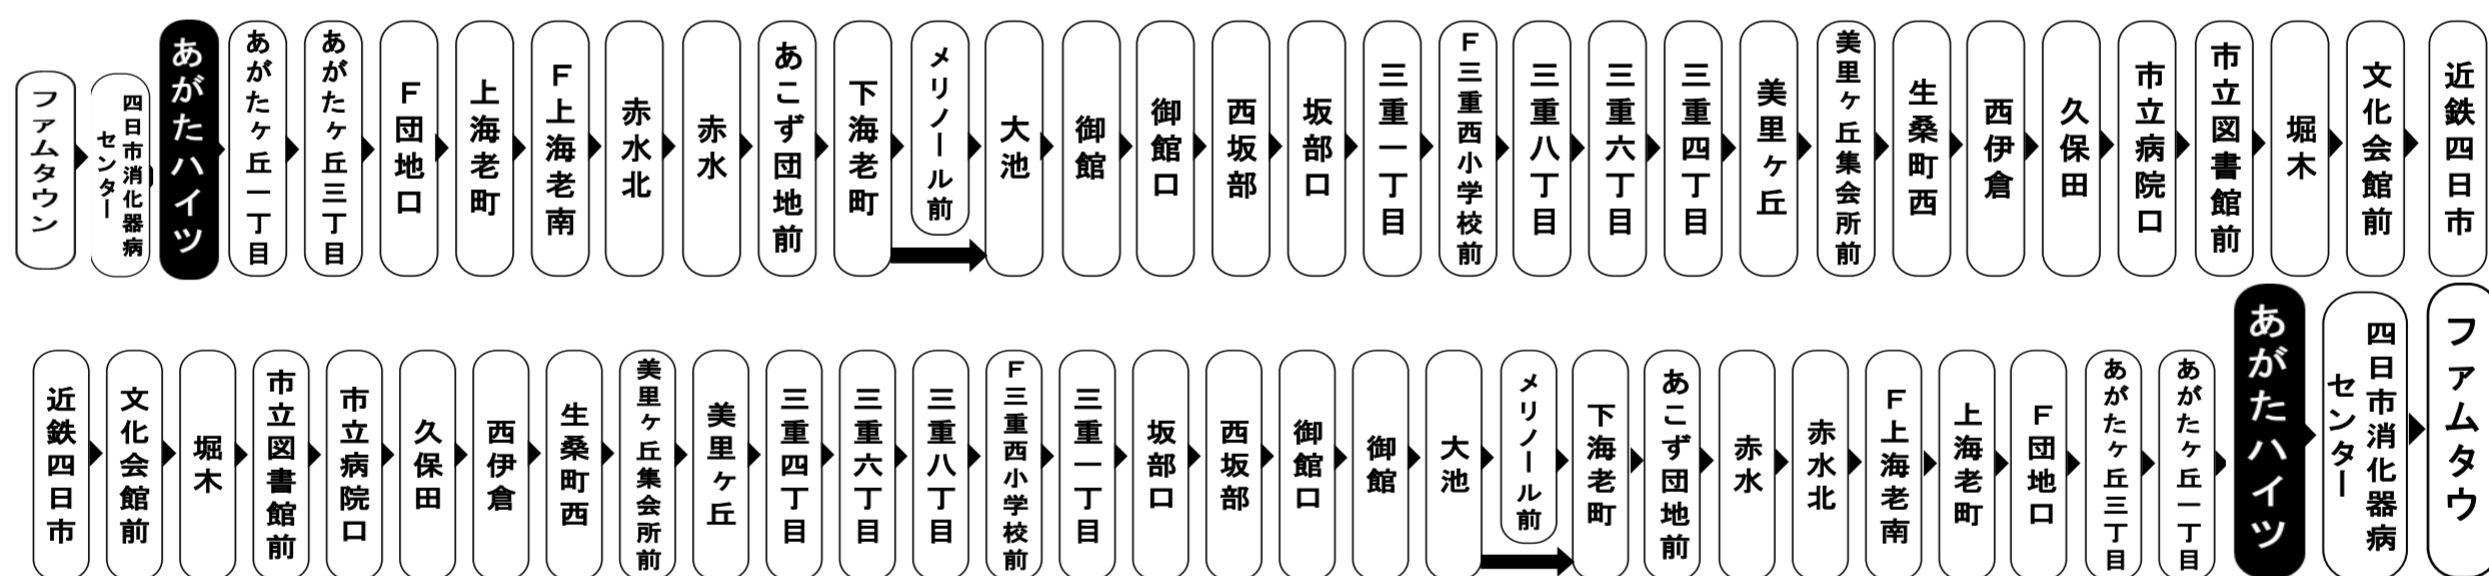 ファムタウン
四日市消化器病
センター
あがたハイツ
あがたヶ丘一丁目
あがたヶ丘三丁目
F団地口
上海老町
F上海老南
赤水北
赤水
あこず団地前
下海老町
メリノール前
大池
御館
御館口
西坂部
坂部口
三重一丁目
F三重西小学校前
三重八丁目
三重六丁目
三重四丁目
美里ヶ丘
美里ヶ丘集会所前
生桑町西
西伊倉
久保田
市立病院口
市立図書館前
堀木
文化会館前
近鉄四日市
近鉄四日市
文化会館前
堀木
市立図書館前
市立病院口
久保田
西伊倉
生桑町西
美里ヶ丘集会所前
美里ヶ丘
三重四丁目
三重六丁目
三重八丁目
F三重西小学校前
三重一丁目
坂部口
西坂部
御館口
御館
大池
メリノール前
下海老町
あこず団地前
赤水
赤水北
F上海老南
上海老町
F団地口
あがたヶ丘三丁目
あがたヶ丘一丁目
あがたハイツ
四日市消化器病
センター
ファムタウ